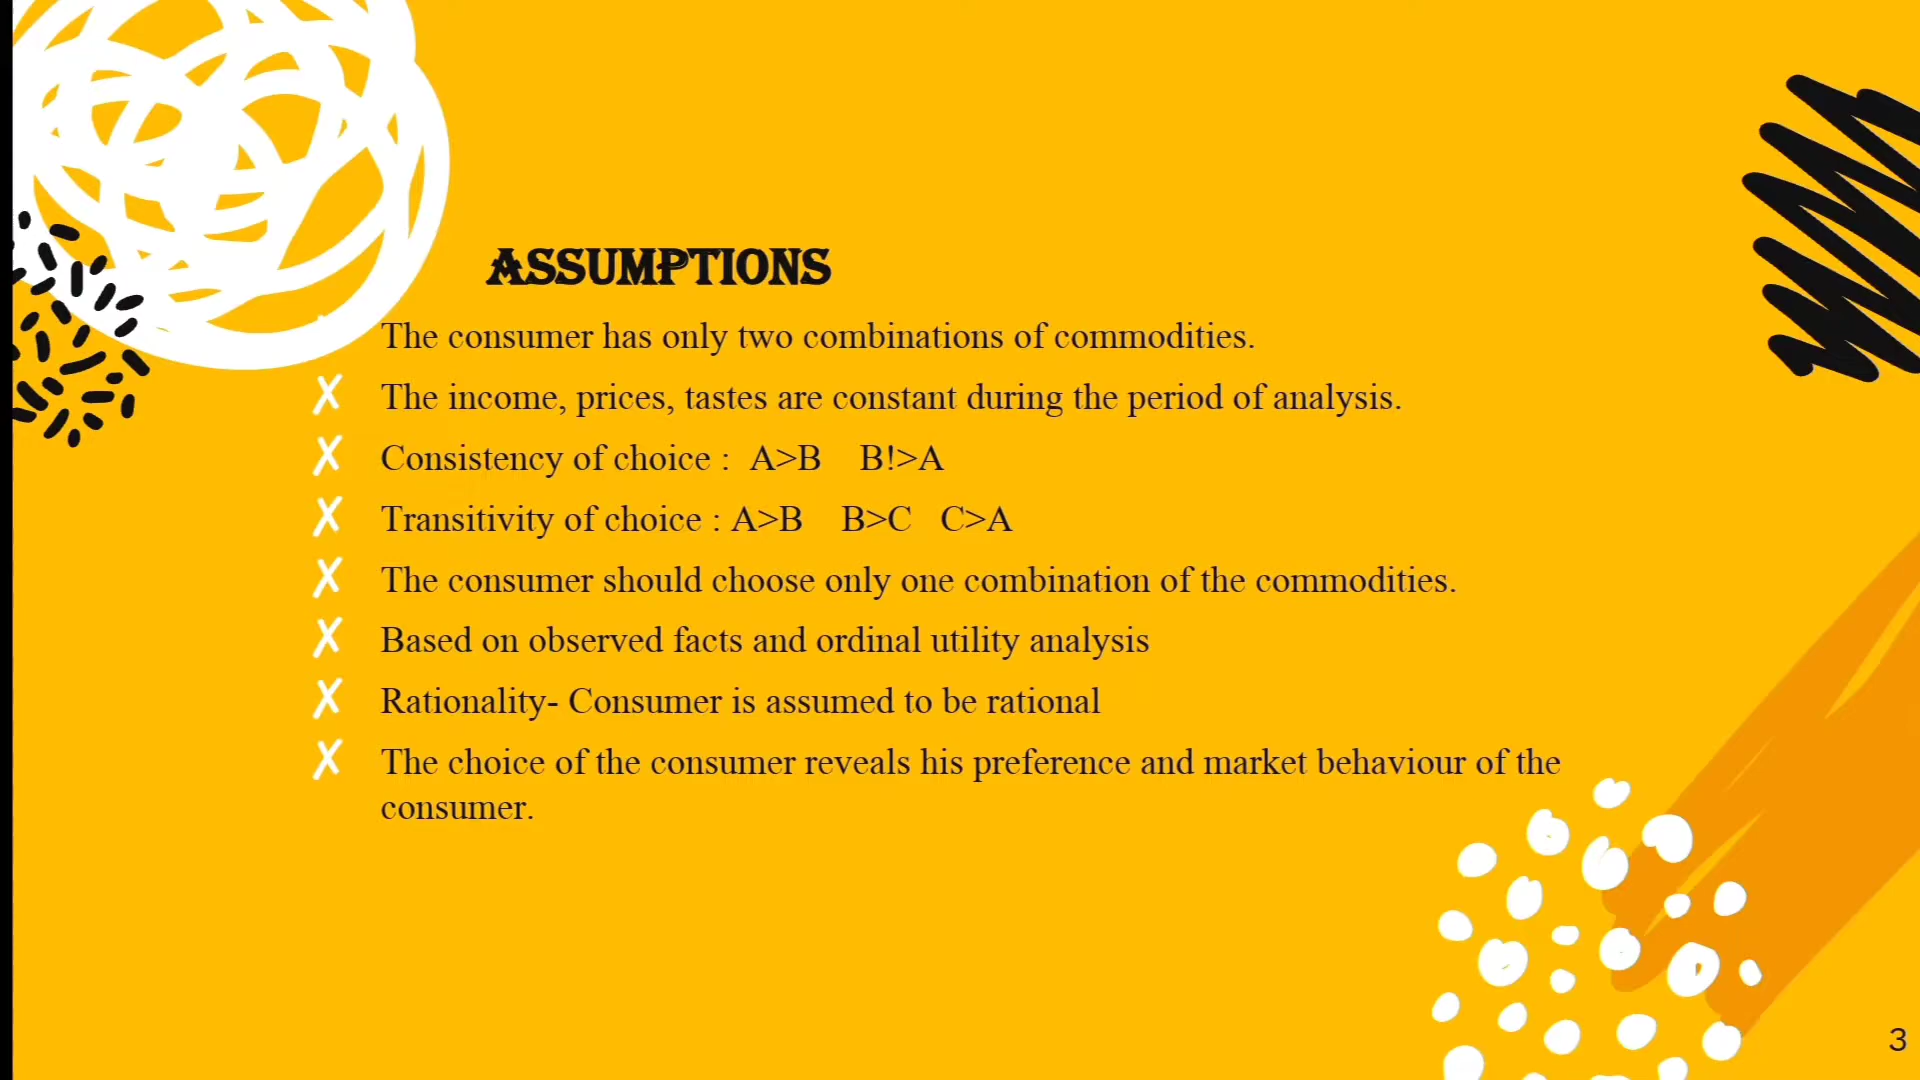 ASSUMPTIONS
The consumer has only two combinations of commodities.
✗ The income, prices, tastes are constant during the period of analysis.
✗ Consistency of choice : A>B B!>A
✗ Transitivity of choice : A>B B>C C>A
✗ The consumer should choose only one combination of the commodities.
✗ Based on observed facts and ordinal utility analysis
✗ Rationality- Consumer is assumed to be rational
✗ The choice of the consumer reveals his preference and market behaviour of the
consumer.
3